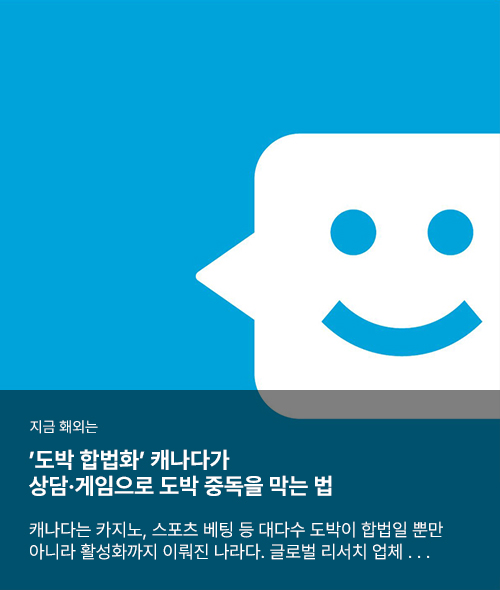 지금 홰외는
’도박 합법화’ 캐나다가
상담·게임으로 도박 중독을 막는 법
캐나다는 카지노, 스포츠 베팅 등 대다수 도박이 합법일 뿐만
아니라 활성화까지 이뤄진 나라다. 글로벌 리서치 업체 . . .